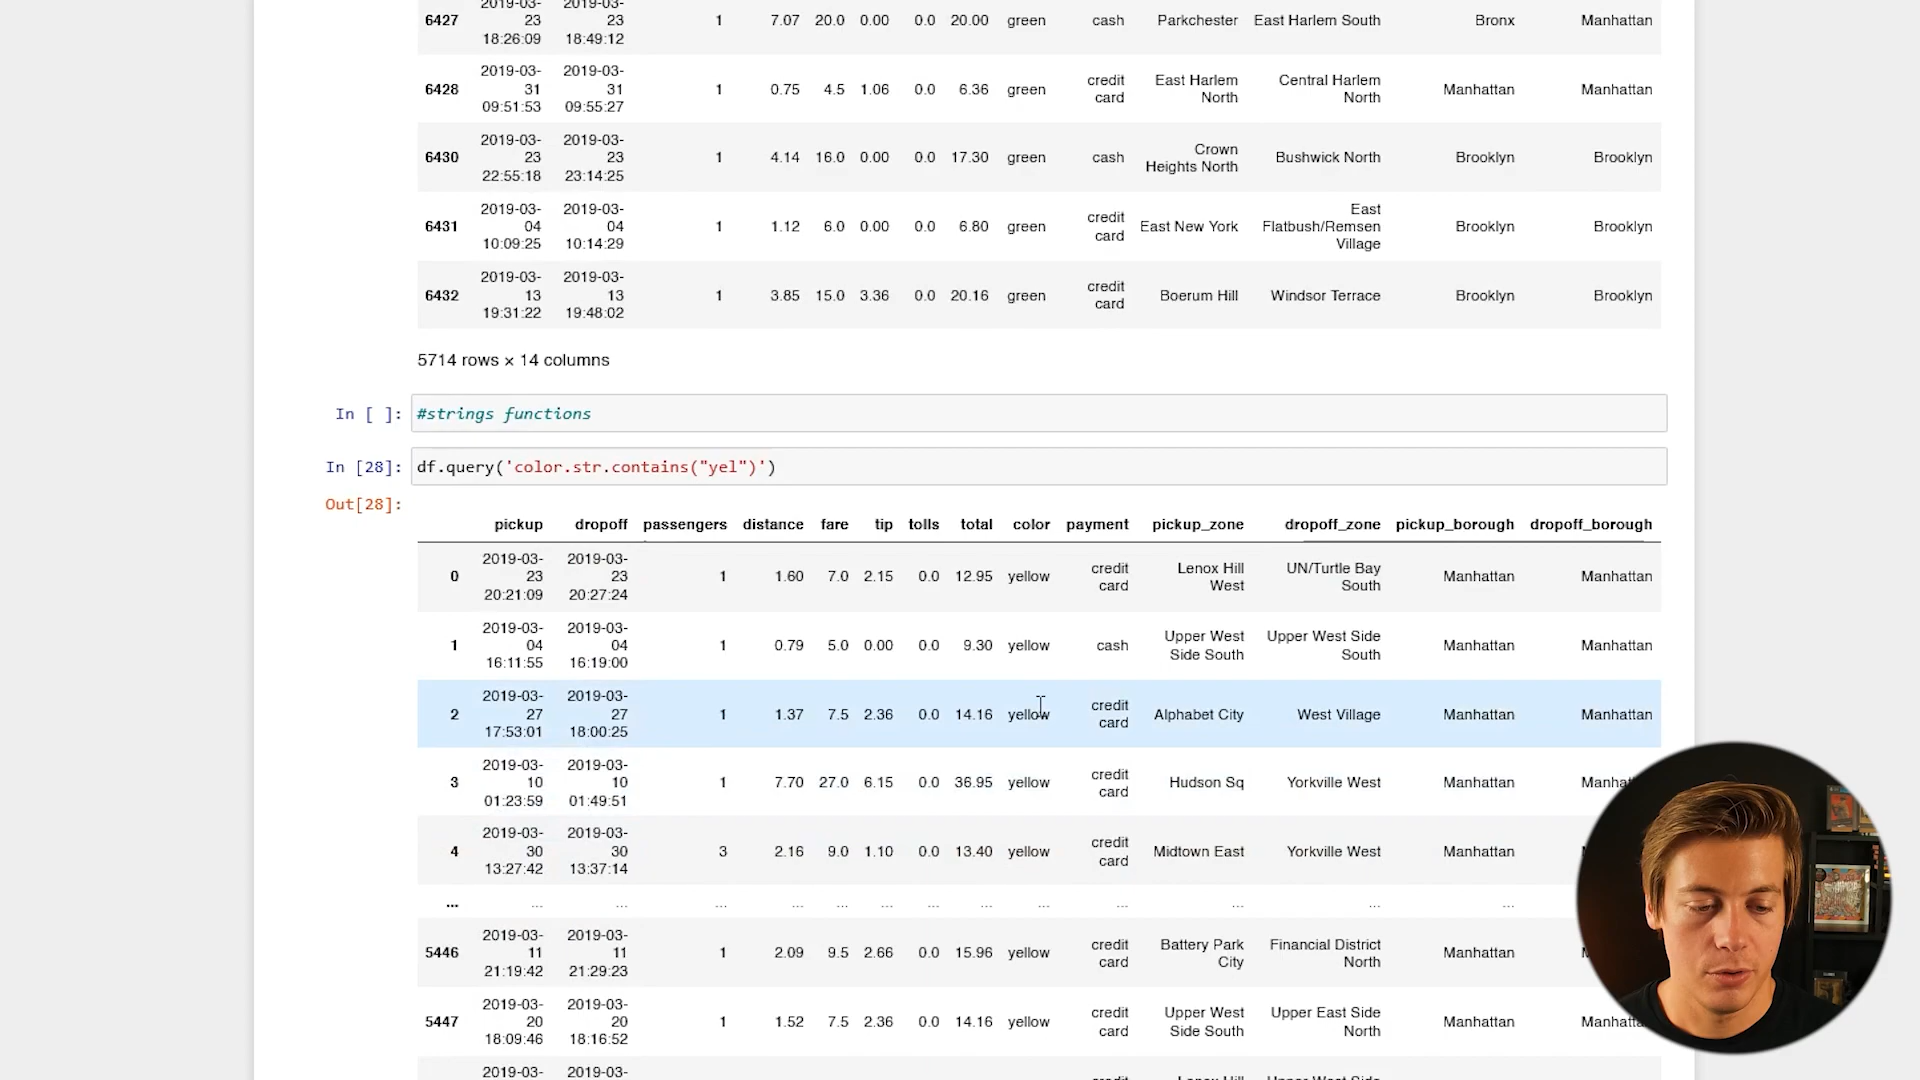 2019-03- 2019-03-
6427 23 23 1 7.07 20.0 0.00 0.0 20.00 green cash Parkchester East Harlem South Bronx Manhattan
18:26:09 18:49:12
2019-03- 2019-03- credit East Harlem Central Harlem
6428 31 31 1 0.75 4.5 1.06 0.0 6.36 green Manhattan Manhattan
09:51:53 09:55:27 card North North
2019-03- 2019-03- Crown
6430 23 23 1 4.14 16.0 0.00 0.0 17.30 green cash Bushwick North Brooklyn Brooklyn
22:55:18 23:14:25 Heights North
2019-03- 2019-03- credit East
6431 04 04 1 1.12 6.0 0.00 0.0 6.80 green East New York Flatbush/Remsen Brooklyn Brooklyn
10:09:25 10:14:29 card Village
2019-03- 2019-03- credit
6432 13 13 1 3.85 15.0 3.36 0.0 20.16 green Boerum Hill Windsor Terrace Brooklyn Brooklyn
19:31:22 19:48:02 card
5714 rows × 14 columns
In [ ]: #strings functions
In [28]: df.query('color.str.contains("yel")')
Out[28]:
pickup dropoff passengers distance fare tip tolls total color payment pickup_zone dropoff_zone pickup_borough dropoff_borough
2019-03- 2019-03- credit Lenox Hill UN/Turtle Bay
0 23 23 1 1.60 7.0 2.15 0.0 12.95 yellow Manhattan Manhattan
20:21:09 20:27:24 card West South
2019-03- 2019-03- Upper West Upper West Side
1 04 04 1 0.79 5.0 0.00 0.0 9.30 yellow cash Manhattan Manhattan
16:11:55 16:19:00 Side South South
2019-03- 2019-03- credit
2 27 27 1 1.37 7.5 2.36 0.0 14.16 yellow Alphabet City West Village Manhattan Manhattan
17:53:01 18:00:25 card
2019-03- 2019-03- credit
3 10 10 1 7.70 27.0 6.15 0.0 36.95 yellow Hudson Sq Yorkville West Manhattan Manha
01:23:59 01:49:51 card
2019-03- 2019-03- credit
4 30 30 3 2.16 9.0 1.10 0.0 13.40 yellow Midtown East Yorkville West Manhattan
13:27:42 13:37:14 card
... ... ... ... ... ... ... ... ... ... ... ... ... ...
2019-03- 2019-03- credit Battery Park Financial District
5446 11 11 1 2.09 9.5 2.66 0.0 15.96 yellow Manhattan
21:19:42 21:29:23 card City North
2019-03- 2019-03- credit Upper West Upper East Side
5447 20 20 1 1.52 7.5 2.36 0.0 14.16 yellow Manhattan Manhatta
18:09:46 18:16:52 card Side South North
2019-03- 2019-03-